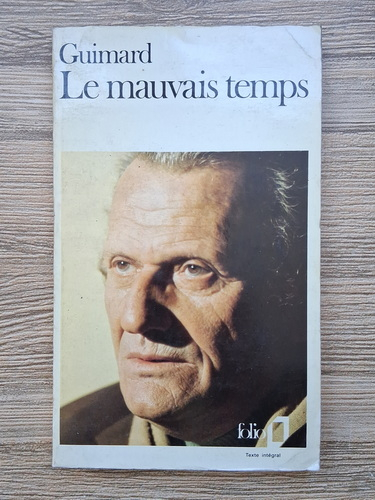 Guimard
Le mauvais temps
folio
Texte intégral